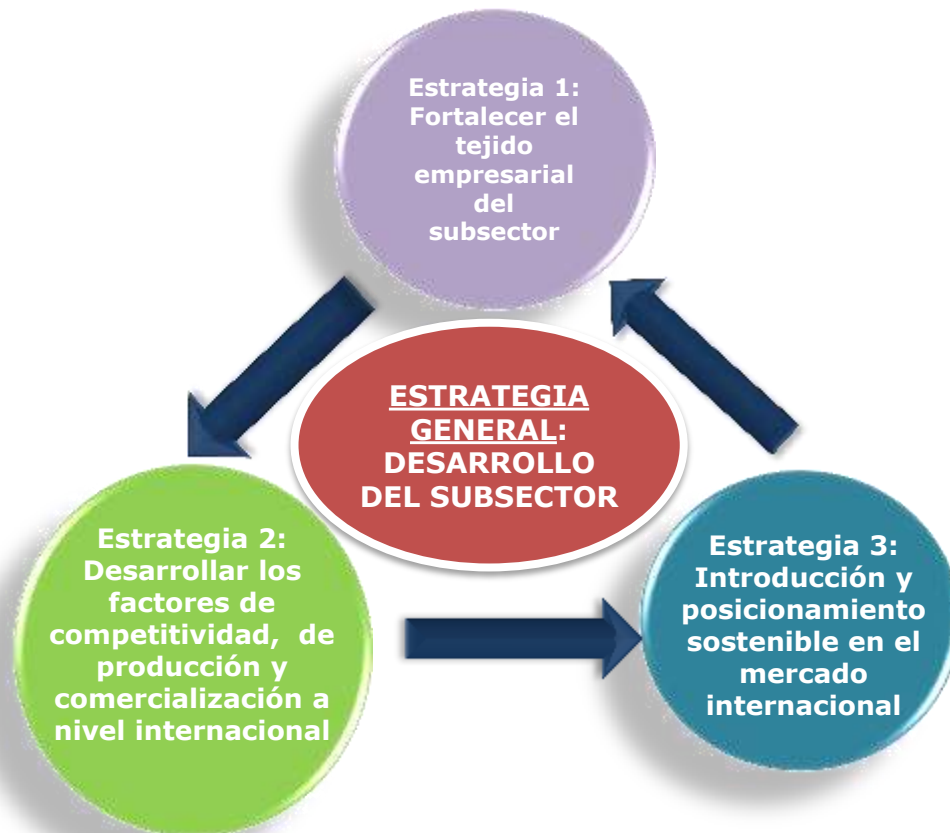 Estrategia 1:
Fortalecer el
tejido
empresarial
del
subsector
ESTRATEGIA
GENERAL:
DESARROLLO
DEL SUBSECTOR
Estrategia 2:
Desarrollar los
factores de
competitividad, de
producción y
comercialización a
nivel internacional
Estrategia 3:
Introducción y
posicionamiento
sostenible en el
mercado
internacional